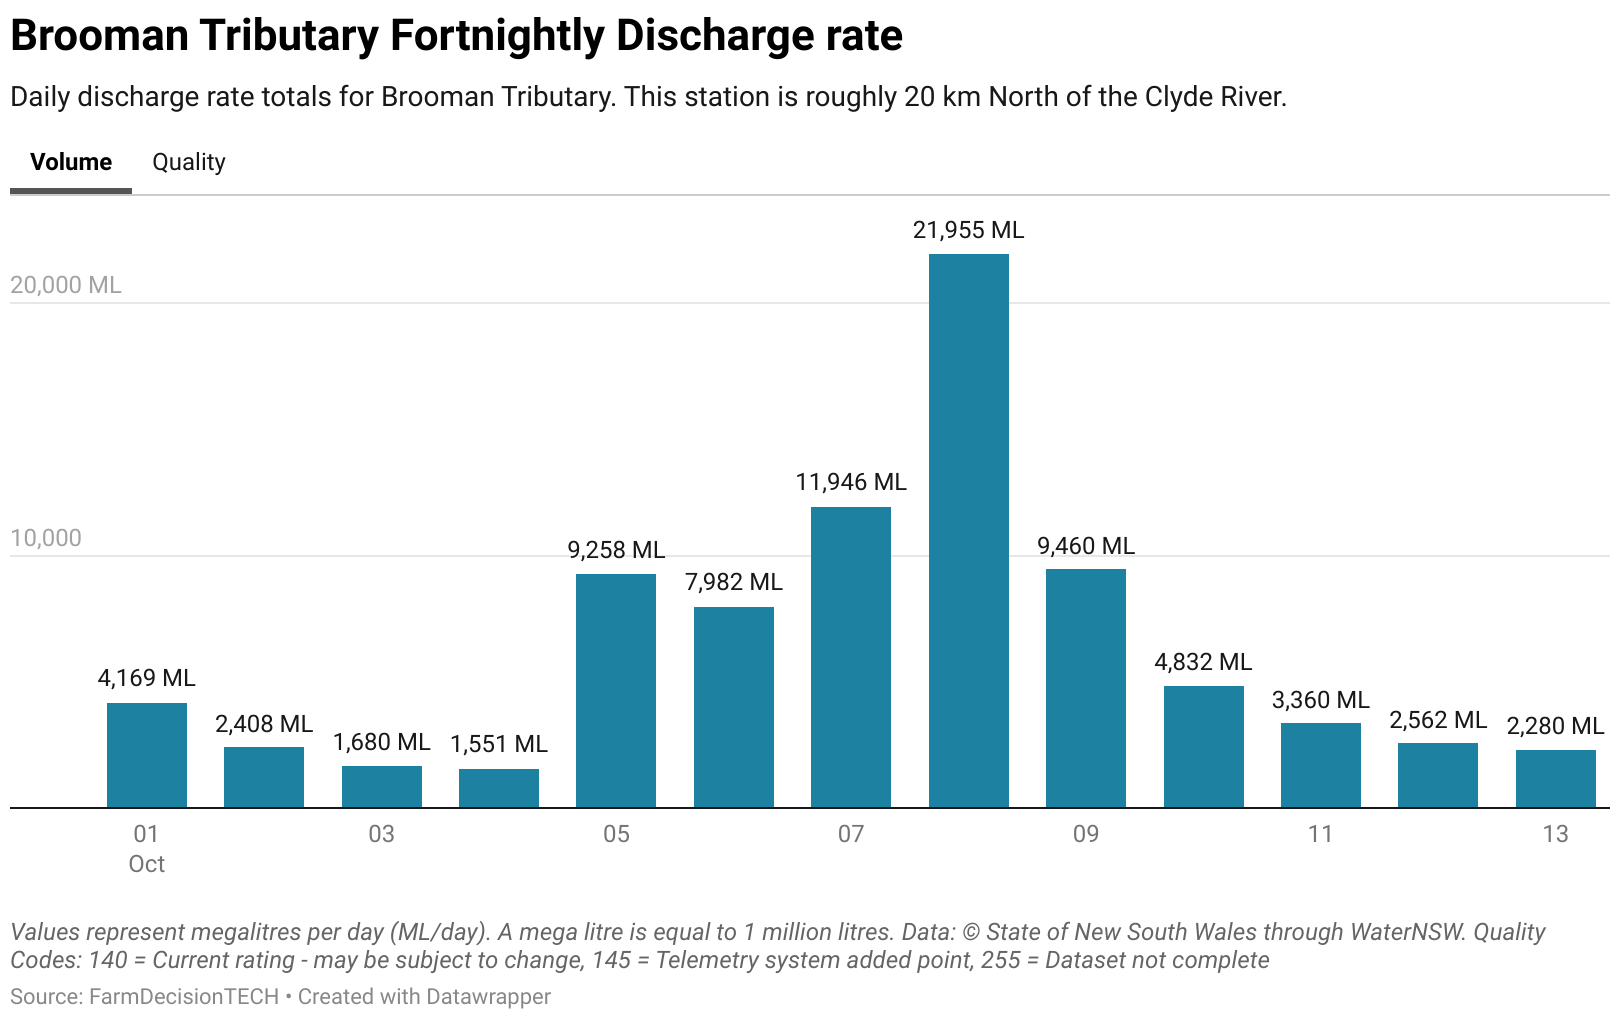 Brooman Tributary Fortnightly Discharge rate
Daily discharge rate totals for Brooman Tributary. This station is roughly 20 km North of the Clyde River.
Volume Quality
21,955 ML
20,000 ML
11,946 ML
10,000
9,258 ML
9,460 ML
7,982 ML
4,832 ML
4,169 ML
3,360 ML
2,408 ML
2,562 ML
2,280 ML
1,680 ML
1,551 ML
01 03 05 07 09 11 13
Oct
Values represent megalitres per day (ML/day). A mega litre is equal to 1 million litres. Data: © State of New South Wales through WaterNSW. Quality
Codes: 140 = Current rating - may be subject to change, 145 = Telemetry system added point, 255 = Dataset not complete
Source: FarmDecisionTECH • Created with Datawrapper